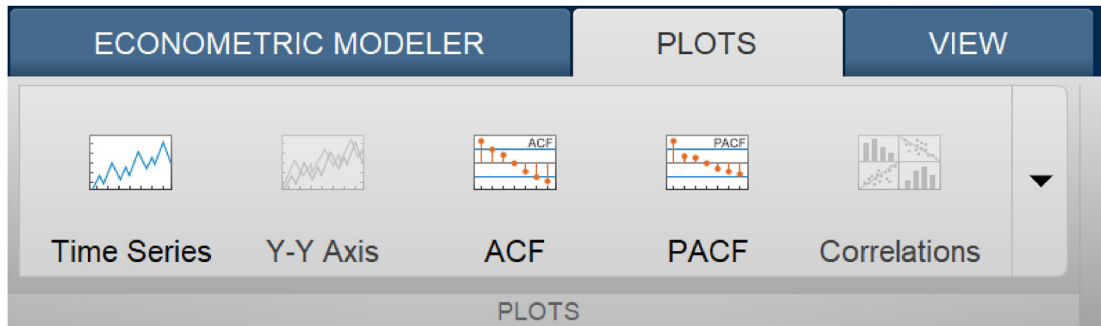 ECONOMETRIC MODELER PLOTS VIEW
ACF PACF
Time Series Y-Y Axis ACF PACF Correlations
PLOTS